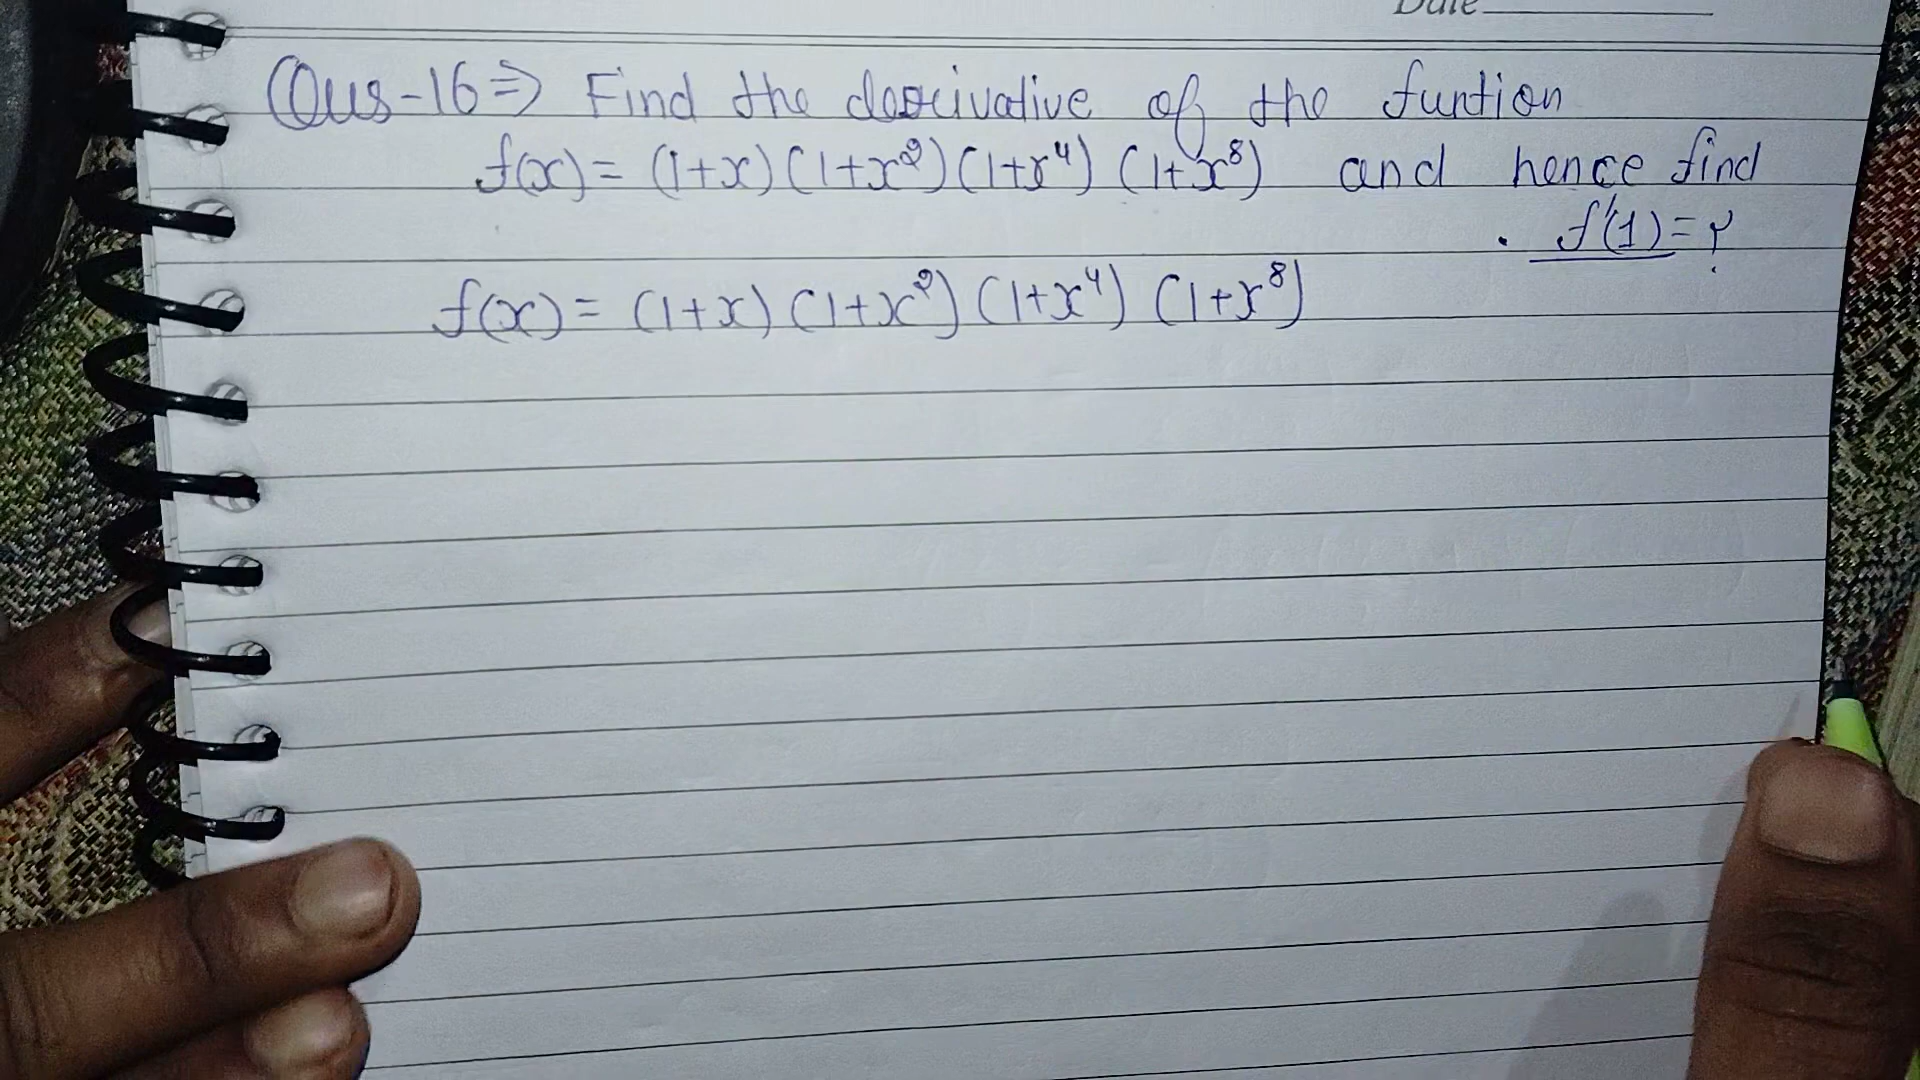 Date
Qus-16⇒ Find the derivative of the funtion
f(x) = (1+x) (1+x²) (1+x⁴) (1+x⁸) and hence find
. f'(1) = ?
f(x) = (1+x) (1+x²) (1+x⁴) (1+x⁸)